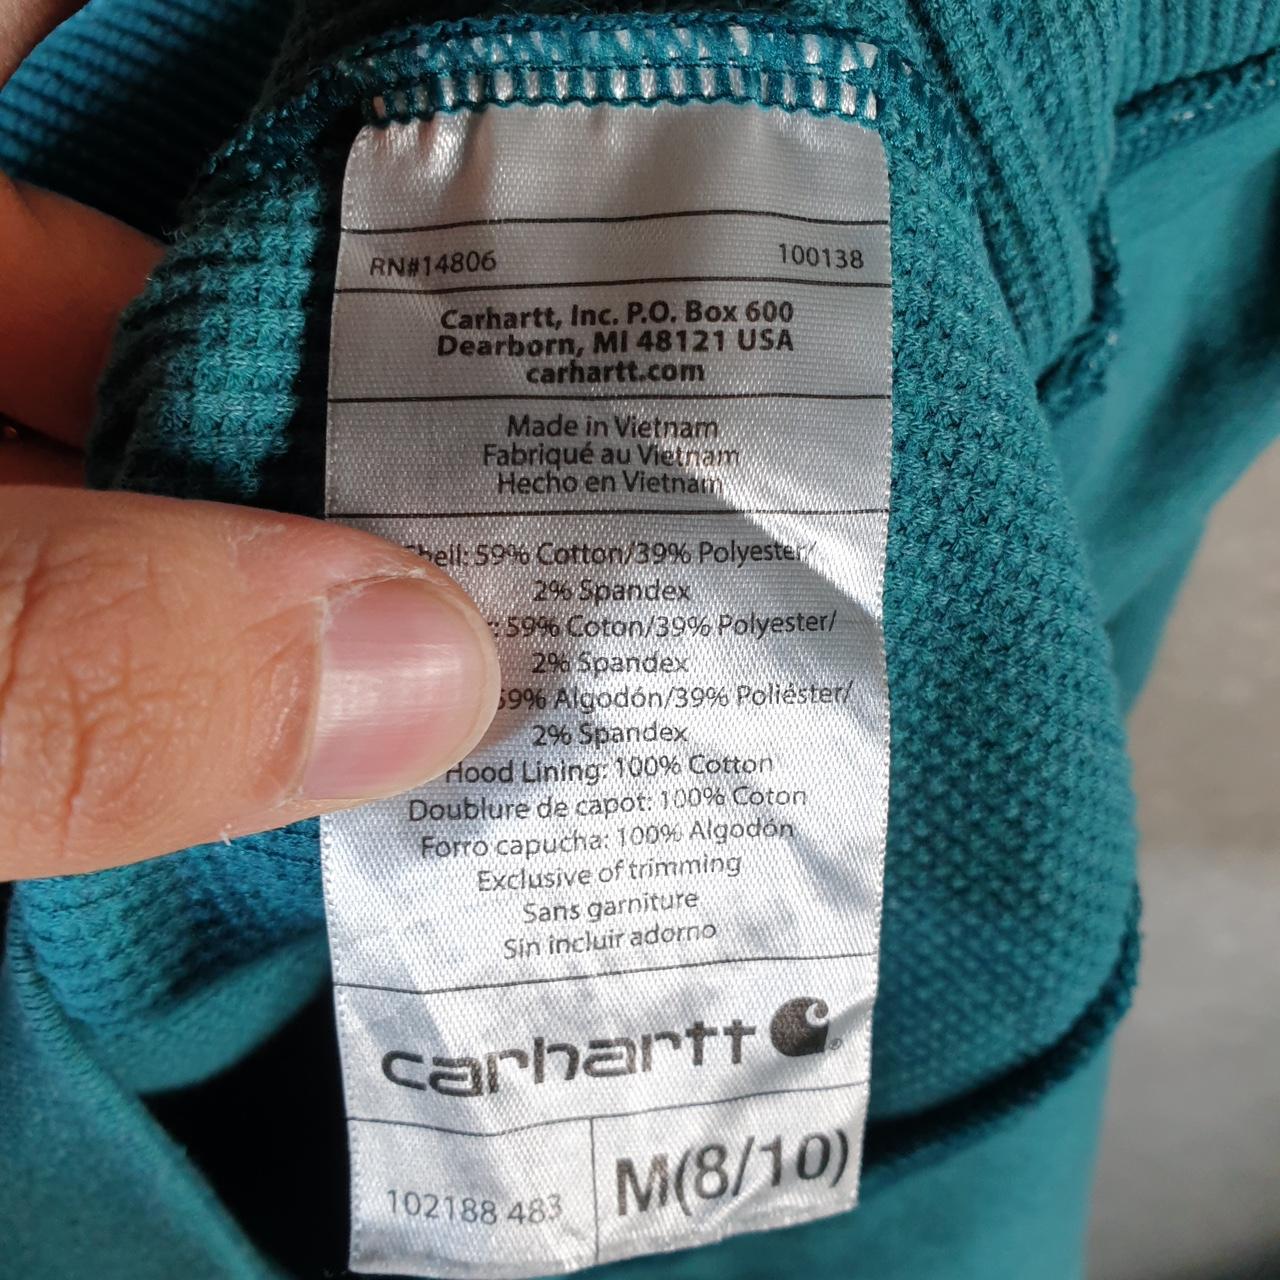 RN#14806 100138
Carhartt, Inc. P.O. Box 600
Dearborn, MI 48121 USA
carhartt.com
Made in Vietnam
Fabriqué au Vietnam
Hecho en Vietnam
Shell: 59% Cotton/39% Polyester/
2% Spandex
: 59% Coton/39% Polyester/
2% Spandex
59% Algodón/39% Poliéster/
2% Spandex
Hood Lining: 100% Cotton
Doublure de capot: 100% Coton
Forro capucha: 100% Algodón
Exclusive of trimming
Sans garniture
Sin incluir adorno
carhartt
102188 483 M(8/10)